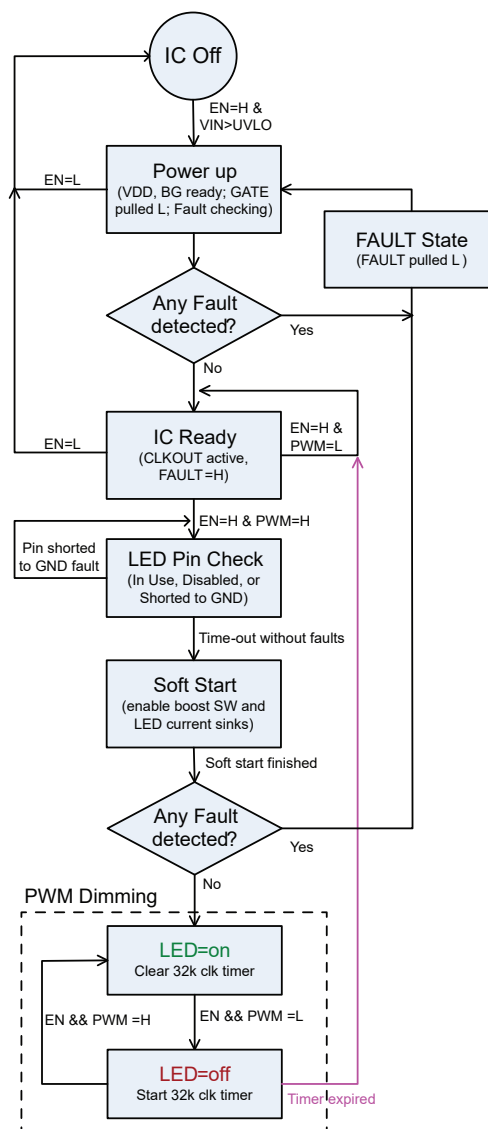 IC Off
EN=H &
VIN>UVLO
Power up
(VDD, BG ready; GATE
pulled L; Fault checking)
EN=L
FAULT State
(FAULT pulled L)
Any Fault
detected?
Yes
No
IC Ready
(CLKOUT active,
FAULT=H)
EN=L
EN=H &
PWM=L
EN=H & PWM=H
Pin shorted
to GND fault
LED Pin Check
(In Use, Disabled, or
Shorted to GND)
Time-out without faults
Soft Start
(enable boost SW and
LED current sinks)
Soft start finished
Any Fault
detected?
Yes
No
PWM Dimming
LED=on
Clear 32k clk timer
EN && PWM =H
EN && PWM =L
LED=off
Start 32k clk timer
Timer expired